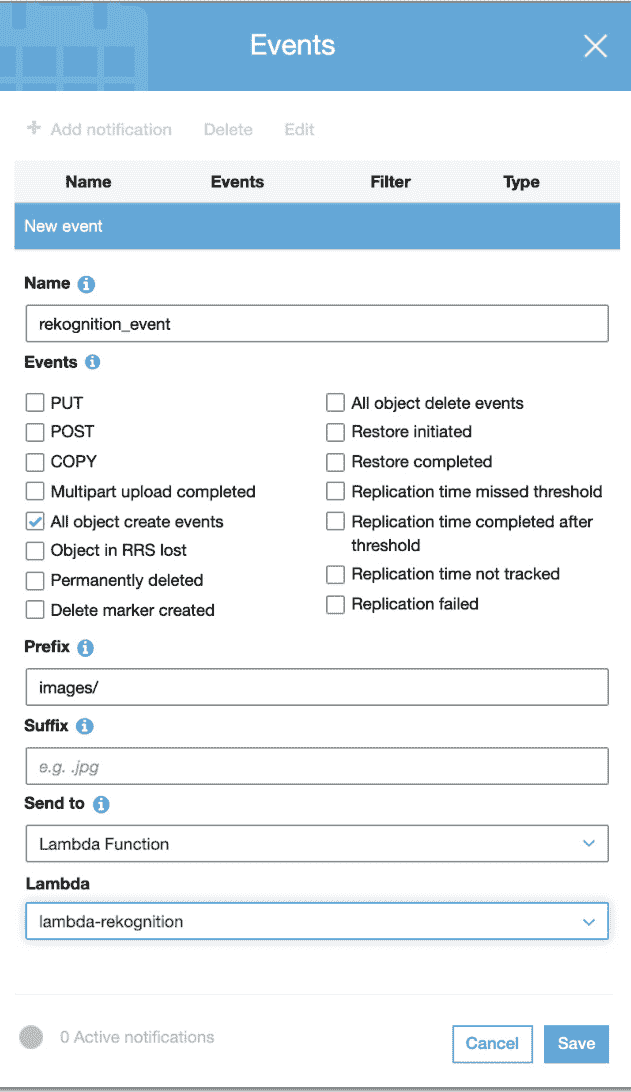 Events
+ Add notification Delete Edit
Name Events Filter Type
New event
Name
rekognition_event
Events
PUT
POST
COPY
Multipart upload completed
All object create events
Object in RRS lost
Permanently deleted
Delete marker created
All object delete events
Restore initiated
Restore completed
Replication time missed threshold
Replication time completed after
threshold
Replication time not tracked
Replication failed
Prefix
images/
Suffix
e.g. .jpg
Send to
Lambda Function
Lambda
lambda-rekognition
0 Active notifications
Cancel Save